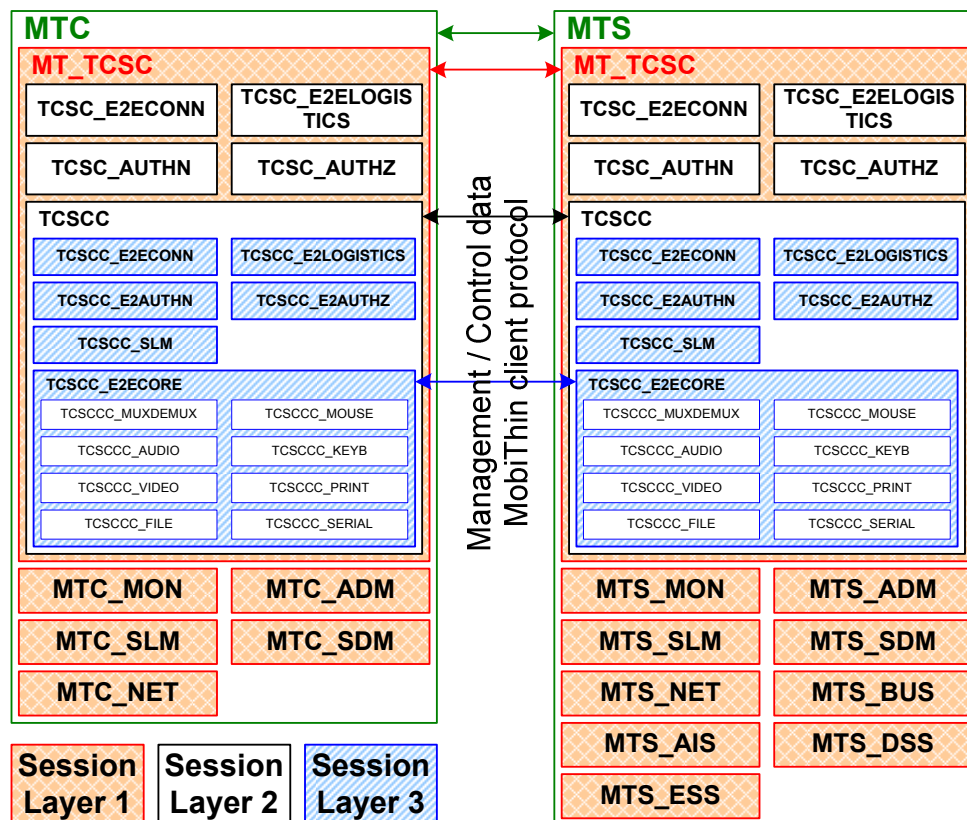 MTC
MT_TCSC
TCSC_E2ECONN
TCSC_E2ELOGIS
TICS
TCSC_AUTHN
TCSC_AUTHZ
TCSCC
TCSCC_E2ECONN
TCSCC_E2LOGISTICS
TCSCC_E2AUTHN
TCSCC_E2AUTHZ
TCSCC_SLM
TCSCC_E2ECORE
TCSCCC_MUXDEMUX
TCSCCC_MOUSE
TCSCCC_AUDIO
TCSCCC_KEYB
TCSCCC_VIDEO
TCSCCC_PRINT
TCSCCC_FILE
TCSCCC_SERIAL
MTC_MON
MTC_ADM
MTC_SLM
MTC_SDM
MTC_NET
Management / Control data
MobiThin client protocol
MTS
MT_TCSC
TCSC_E2ECONN
TCSC_E2ELOGIS
TICS
TCSC_AUTHN
TCSC_AUTHZ
TCSCC
TCSCC_E2ECONN
TCSCC_E2LOGISTICS
TCSCC_E2AUTHN
TCSCC_E2AUTHZ
TCSCC_SLM
TCSCC_E2ECORE
TCSCCC_MUXDEMUX
TCSCCC_MOUSE
TCSCCC_AUDIO
TCSCCC_KEYB
TCSCCC_VIDEO
TCSCCC_PRINT
TCSCCC_FILE
TCSCCC_SERIAL
MTS_MON
MTS_ADM
MTS_SLM
MTS_SDM
MTS_NET
MTS_BUS
MTS_AIS
MTS_DSS
MTS_ESS
Session
Layer 1
Session
Layer 2
Session
Layer 3